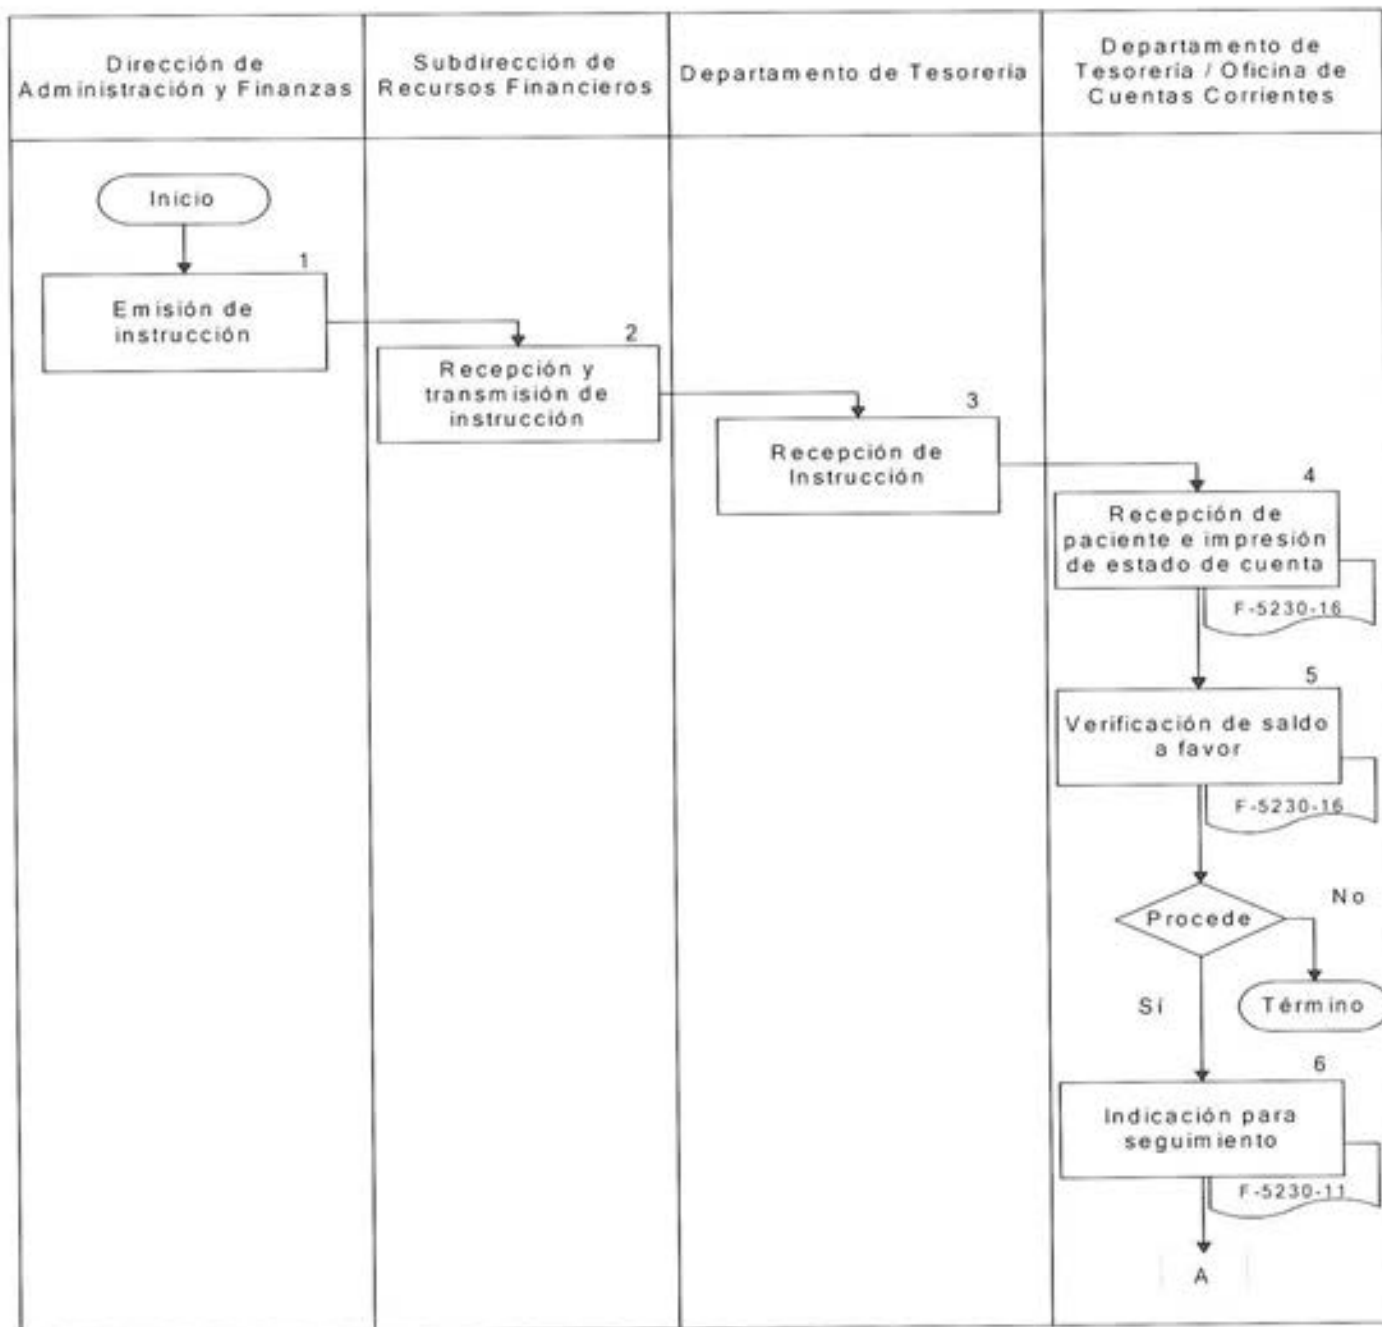 Dirección de
Administración y Finanzas
Subdirección de
Recursos Financieros
Departamento de Tesorería
Departamento de
Tesorería / Oficina de
Cuentas Corrientes
Inicio
1
Emisión de
instrucción
2
Recepción y
transmisión de
instrucción
3
Recepción de
Instrucción
4
Recepción de
paciente e impresión
de estado de cuenta
F-5230-16
5
Verificación de saldo
a favor
F-5230-16
Procede
No
Sí
Término
6
Indicación para
seguimiento
F-5230-11
A